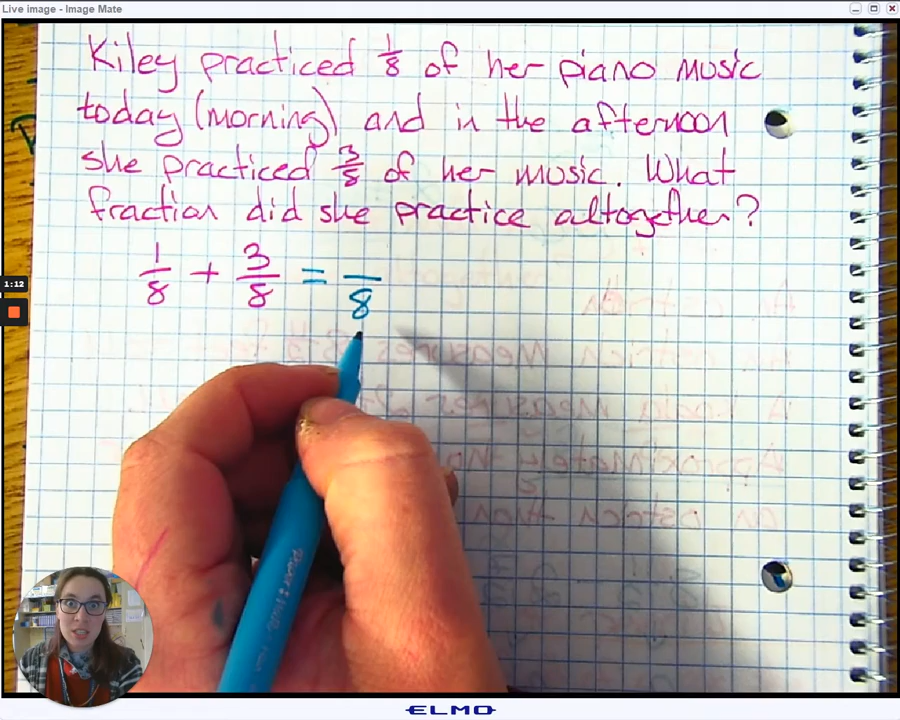 Live image - Image Mate
Kiley practiced 1/8 of her piano music
today (morning) and in the afternoon
she practiced 3/8 of her music. What
fraction did she practice altogether?
1/8 + 3/8 = /8
1:12
ELMO